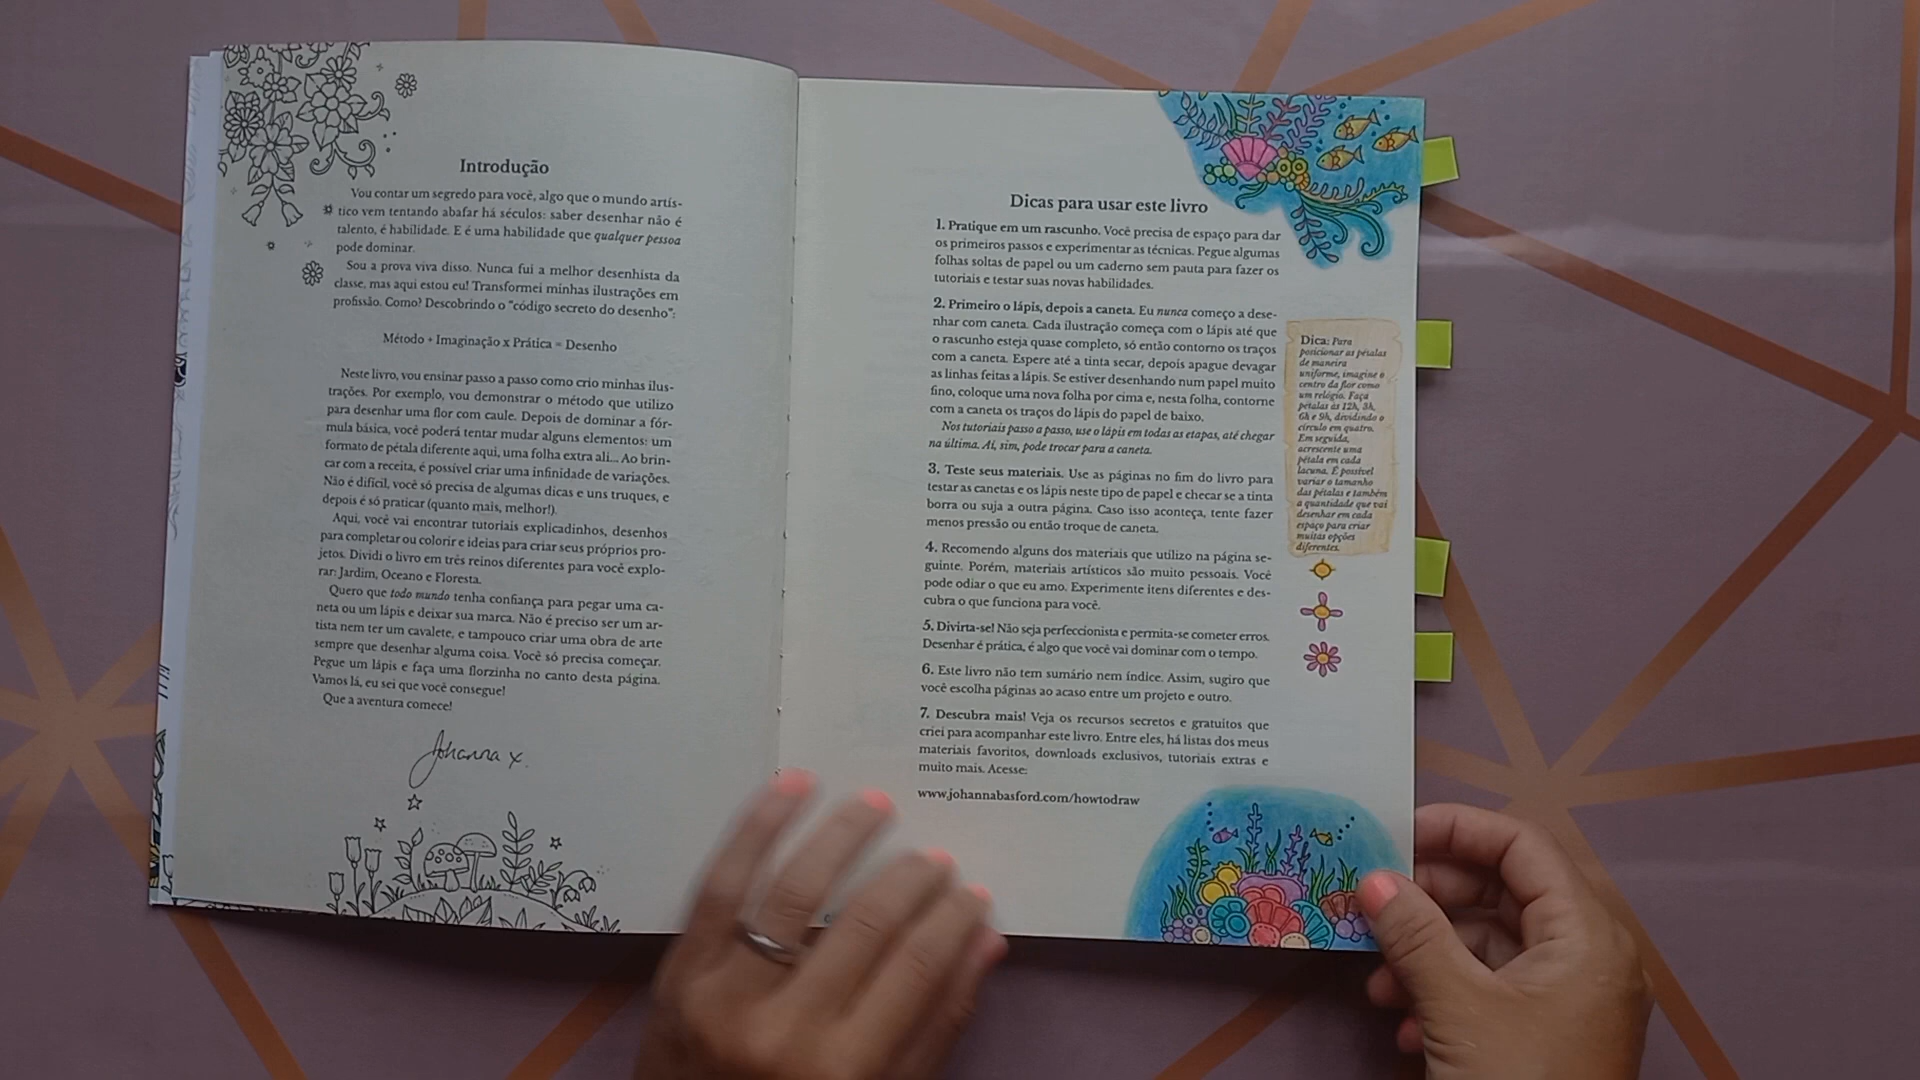 Introdução
Vou contar um segredo para você, algo que o mundo artís-
tico vem tentando abafar há séculos: saber desenhar não é
talento, é habilidade. E é uma habilidade que qualquer pessoa
pode dominar.
Sou a prova viva disso. Nunca fui a melhor desenhista da
classe, mas aqui estou eu! Transformei minhas ilustrações em
profissão. Como? Descobrindo o "código secreto do desenho":
Método + Imaginação x Prática = Desenho
Neste livro, vou ensinar passo a passo como crio minhas ilus-
trações. Por exemplo, vou demonstrar o método que utilizo
para desenhar uma flor com caule. Depois de dominar a fór-
mula básica, você poderá tentar mudar alguns elementos: um
formato de pétala diferente aqui, uma folha extra ali... Ao brin-
car com a receita, é possível criar uma infinidade de variações.
Não é difícil, você só precisa de algumas dicas e uns truques, e
depois é só praticar (quanto mais, melhor!).
Aqui, você vai encontrar tutoriais explicadinhos, desenhos
para completar ou colorir e ideias para criar seus próprios pro-
jetos. Dividi o livro em três reinos diferentes para você explo-
rar: Jardim, Oceano e Floresta.
Quero que todo mundo tenha confiança para pegar uma ca-
neta ou um lápis e deixar sua marca. Não é preciso ser um ar-
tista nem ter um cavalete, e tampouco criar uma obra de arte
sempre que desenhar alguma coisa. Você só precisa começar.
Pegue um lápis e faça uma florzinha no canto desta página.
Vamos lá, eu sei que você consegue!
Que a aventura comece!
Johanna x.
Dicas para usar este livro
1. Pratique em um rascunho. Você precisa de espaço para dar
os primeiros passos e experimentar as técnicas. Pegue algumas
folhas soltas de papel ou um caderno sem pauta para fazer os
tutoriais e testar suas novas habilidades.
2. Primeiro o lápis, depois a caneta. Eu nunca começo a dese-
nhar com caneta. Cada ilustração começa com o lápis até que
o rascunho esteja quase completo, só então contorno os traços
com a caneta. Espere até a tinta secar, depois apague devagar
as linhas feitas a lápis. Se estiver desenhando num papel muito
fino, coloque uma nova folha por cima e, nesta folha, contorne
com a caneta os traços do lápis do papel de baixo.
Nos tutoriais passo a passo, use o lápis em todas as etapas, até chegar
na última. Aí, sim, pode trocar para a caneta.
3. Teste seus materiais. Use as páginas no fim do livro para
testar as canetas e os lápis neste tipo de papel e checar se a tinta
borra ou suja a outra página. Caso isso aconteça, tente fazer
menos pressão ou então troque de caneta.
4. Recomendo alguns dos materiais que utilizo na página se-
guinte. Porém, materiais artísticos são muito pessoais. Você
pode odiar o que eu amo. Experimente itens diferentes e des-
cubra o que funciona para você.
5. Divirta-se! Não seja perfeccionista e permita-se cometer erros.
Desenhar é prática, é algo que você vai dominar com o tempo.
6. Este livro não tem sumário nem índice. Assim, sugiro que
você escolha páginas ao acaso entre um projeto e outro.
7. Descubra mais! Veja os recursos secretos e gratuitos que
criei para acompanhar este livro. Entre eles, há listas dos meus
materiais favoritos, downloads exclusivos, tutoriais extras e
muito mais. Acesse:
www.johannabasford.com/howtodraw
Dica: Para
posicionar as pétalas
de maneira
uniforme, imagine o
centro da flor como
um relógio. Faça
pétalas às 12h, 3h,
6h e 9h, dividindo o
círculo em quatro.
Em seguida,
acrescente uma
pétala em cada
lacuna. É possível
variar o tamanho
das pétalas e também
a quantidade que vai
desenhar em cada
espaço para criar
muitas opções
diferentes.